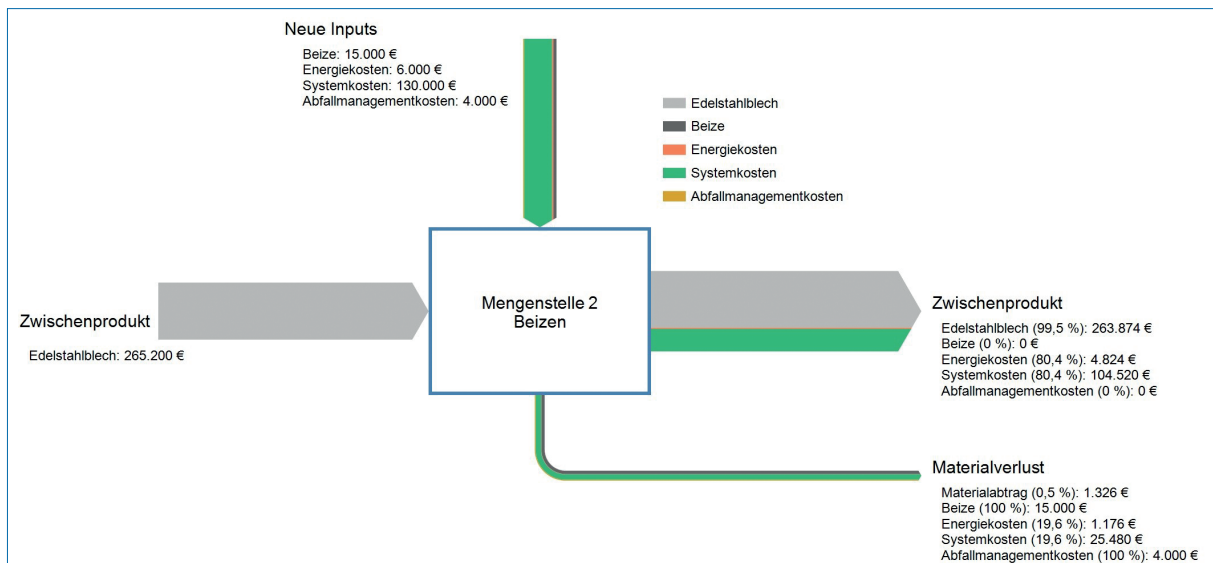 Neue Inputs
Beize: 15.000 €
Energiekosten: 6.000 €
Systemkosten: 130.000 €
Abfallmanagementkosten: 4.000 €
Edelstahlblech
Beize
Energiekosten
Systemkosten
Abfallmanagementkosten
Zwischenprodukt
Edelstahlblech: 265.200 €
Mengenstelle 2
Beizen
Zwischenprodukt
Edelstahlblech (99,5 %): 263.874 €
Beize (0 %): 0 €
Energiekosten (80,4 %): 4.824 €
Systemkosten (80,4 %): 104.520 €
Abfallmanagementkosten (0 %): 0 €
Materialverlust
Materialabtrag (0,5 %): 1.326 €
Beize (100 %): 15.000 €
Energiekosten (19,6 %): 1.176 €
Systemkosten (19,6 %): 25.480 €
Abfallmanagementkosten (100 %): 4.000 €